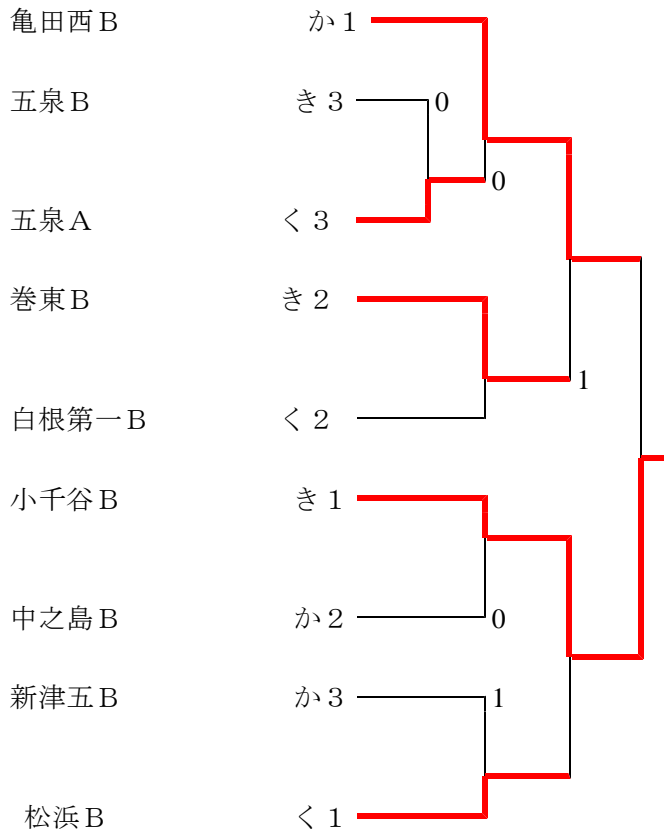 亀田西Ｂ か１
五泉Ｂ き３ 0
0
五泉Ａ く３
巻東Ｂ き２
1
白根第一Ｂ く２
小千谷Ｂ き１
中之島Ｂ か２ 0
新津五Ｂ か３ 1
松浜Ｂ く１